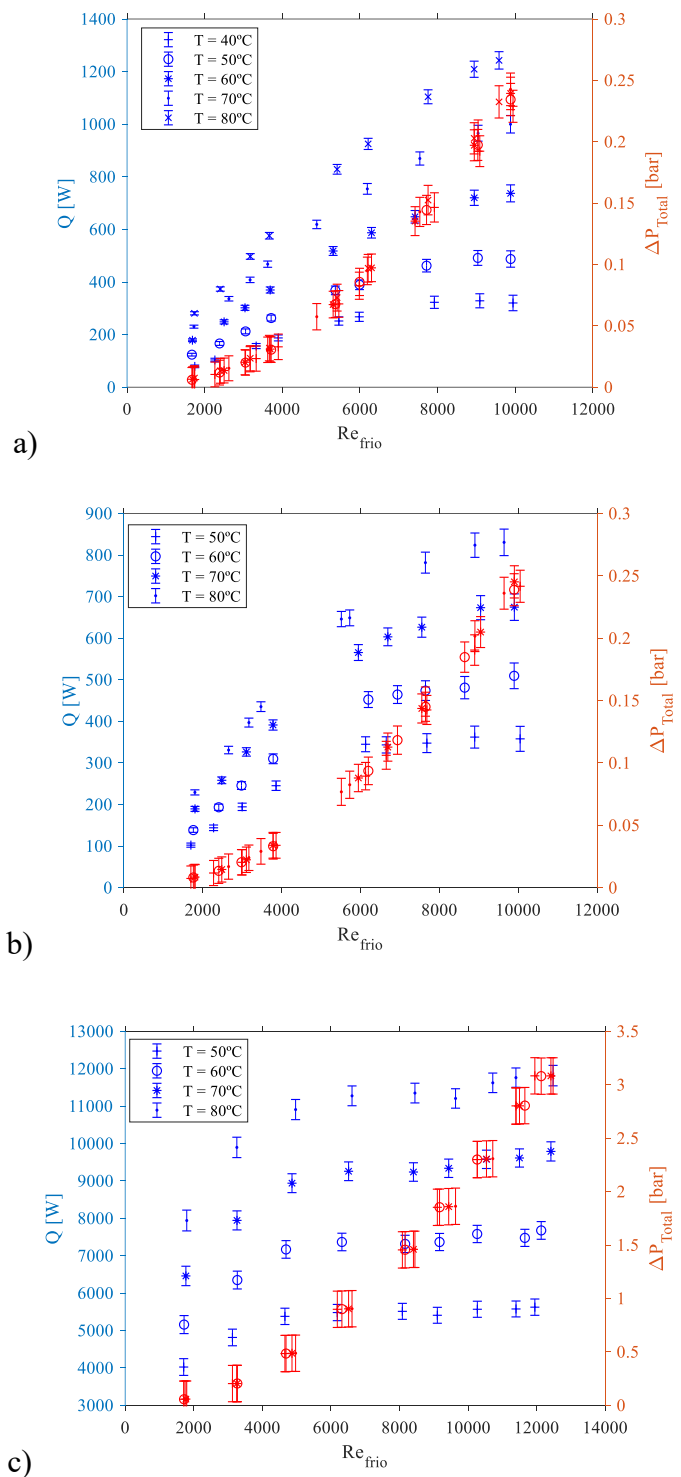 1400
1200
1000
800
600
400
200
0
Q [W]
T = 40ºC
T = 50ºC
T = 60ºC
T = 70ºC
T = 80ºC
0.3
0.25
0.2
0.15
0.1
0.05
0
ΔP_Total [bar]
0 2000 4000 6000 8000 10000 12000
Re_frio
a)
900
800
700
600
500
400
300
200
100
0
Q [W]
T = 50ºC
T = 60ºC
T = 70ºC
T = 80ºC
0.3
0.25
0.2
0.15
0.1
0.05
0
ΔP_Total [bar]
0 2000 4000 6000 8000 10000 12000
Re_frio
b)
13000
12000
11000
10000
9000
8000
7000
6000
5000
4000
3000
Q [W]
T = 50ºC
T = 60ºC
T = 70ºC
T = 80ºC
3.5
3
2.5
2
1.5
1
0.5
0
ΔP_Total [bar]
0 2000 4000 6000 8000 10000 12000 14000
Re_frio
c)